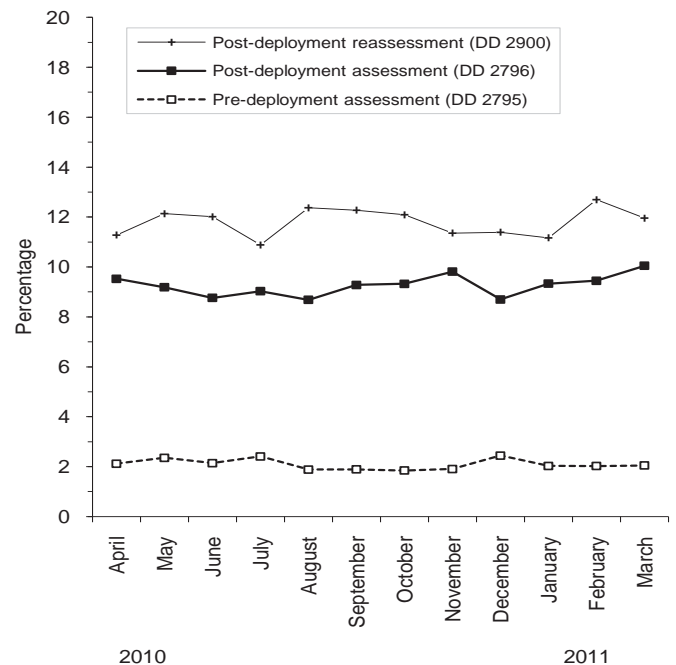 20
18
16
14
12
10
8
6
4
2
0
Percentage
Post-deployment reassessment (DD 2900)
Post-deployment assessment (DD 2796)
Pre-deployment assessment (DD 2795)
April
May
June
July
August
September
October
November
December
January
February
March
2010
2011